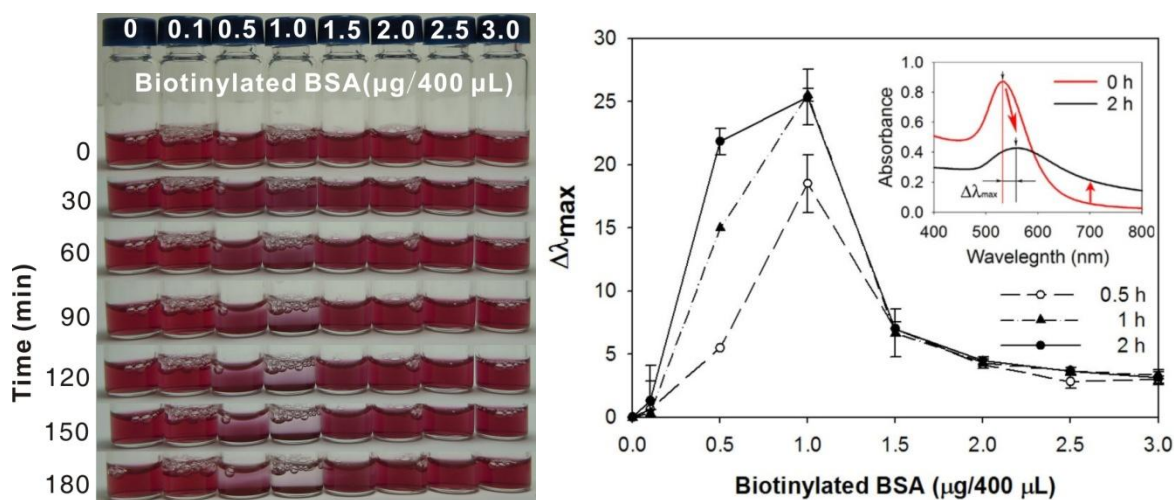 0 0.1 0.5 1.0 1.5 2.0 2.5 3.0
Biotinylated BSA(µg/400 µL)
Time (min)
0
30
60
90
120
150
180
30
25
20
15
10
5
0
Δλmax
0.0 0.5 1.0 1.5 2.0 2.5 3.0
Biotinylated BSA (µg/400 µL)
1.0
0.8
0.6
0.4
0.2
0.0
Absorbance
0 h
2 h
Δλmax
400 500 600 700 800
Wavelegnth (nm)
0.5 h
1 h
2 h